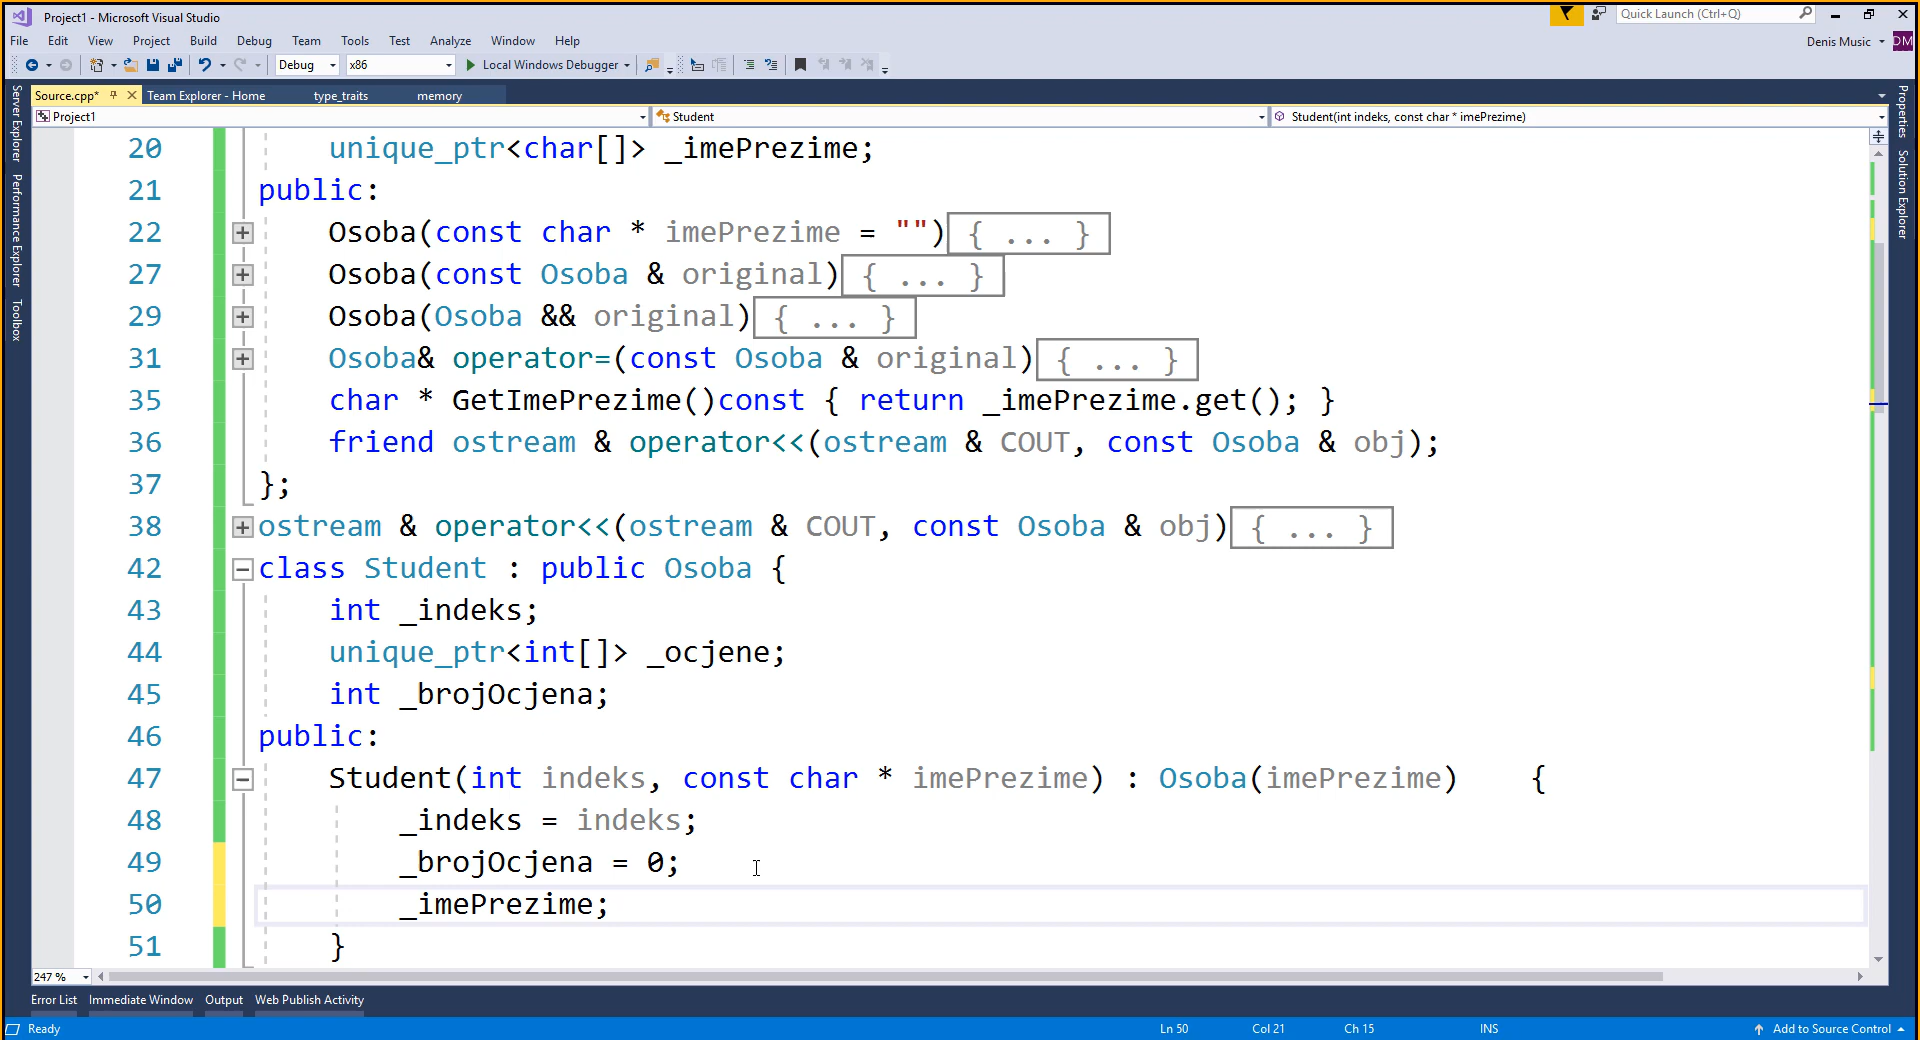 Project1 - Microsoft Visual Studio
Quick Launch (Ctrl+Q)
File Edit View Project Build Debug Team Tools Test Analyze Window Help
Denis Music DM
Debug x86 Local Windows Debugger
Source.cpp* Team Explorer - Home type_traits memory
Project1 Student Student(int indeks, const char * imePrezime)
Server Explorer
Performance Explorer
Toolbox
Properties
Solution Explorer
20 unique_ptr<char[]> _imePrezime;
21 public:
22 Osoba(const char * imePrezime = ""){ ... }
27 Osoba(const Osoba & original){ ... }
29 Osoba(Osoba && original){ ... }
31 Osoba& operator=(const Osoba & original){ ... }
35 char * GetImePrezime()const { return _imePrezime.get(); }
36 friend ostream & operator<<(ostream & COUT, const Osoba & obj);
37 };
38 ostream & operator<<(ostream & COUT, const Osoba & obj){ ... }
42 class Student : public Osoba {
43 int _indeks;
44 unique_ptr<int[]> _ocjene;
45 int _brojOcjena;
46 public:
47 Student(int indeks, const char * imePrezime) : Osoba(imePrezime) {
48 _indeks = indeks;
49 _brojOcjena = 0;
50 _imePrezime;
51 }
247 %
Error List Immediate Window Output Web Publish Activity
Ready Ln 50 Col 21 Ch 15 INS Add to Source Control